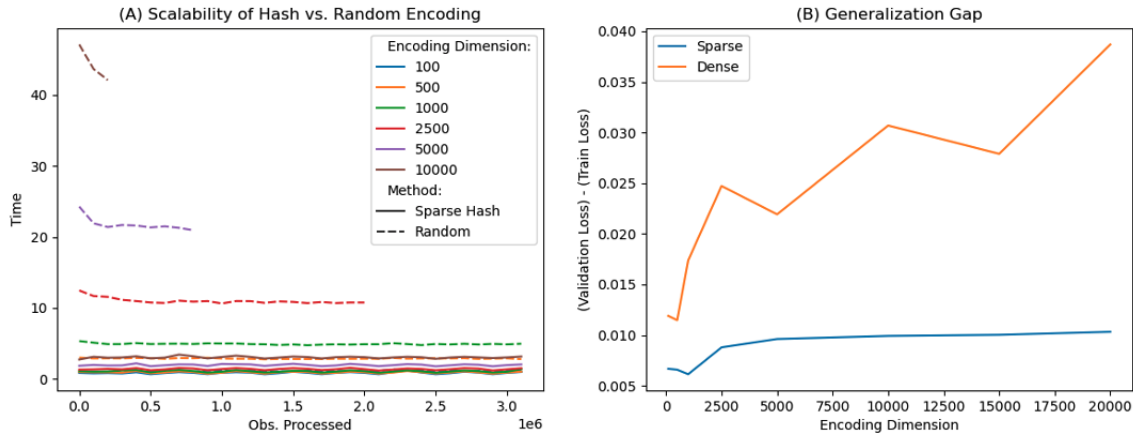 (A) Scalability of Hash vs. Random Encoding
Time
40
30
20
10
0
0.0
0.5
1.0
1.5
2.0
2.5
3.0
1e6
Obs. Processed
Encoding Dimension:
100
500
1000
2500
5000
10000
Method:
Sparse Hash
Random
(B) Generalization Gap
(Validation Loss) - (Train Loss)
0.040
0.035
0.030
0.025
0.020
0.015
0.010
0.005
0
2500
5000
7500
10000
12500
15000
17500
20000
Encoding Dimension
Sparse
Dense